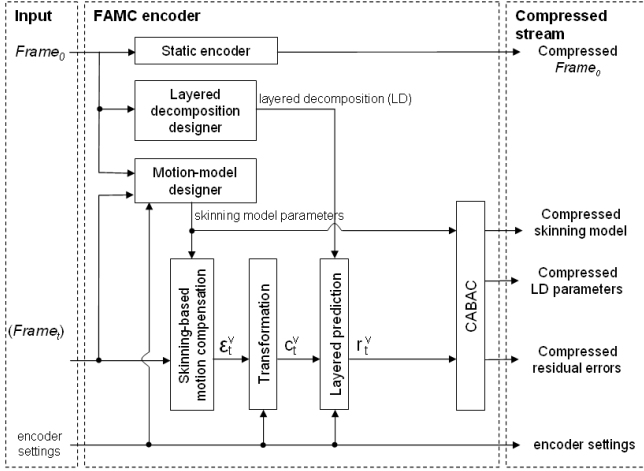 Input
FAMC encoder
Compressed
stream
Frame₀
Static encoder
Compressed
Frame₀
Layered
decomposition
designer
layered decomposition (LD)
Motion-model
designer
skinning model parameters
Compressed
skinning model
Compressed
LD parameters
(Frameₜ)
Skinning-based
motion compensation
εₜᵛ
Transformation
cₜᵛ
Layered prediction
rₜᵛ
CABAC
Compressed
residual errors
encoder
settings
encoder settings